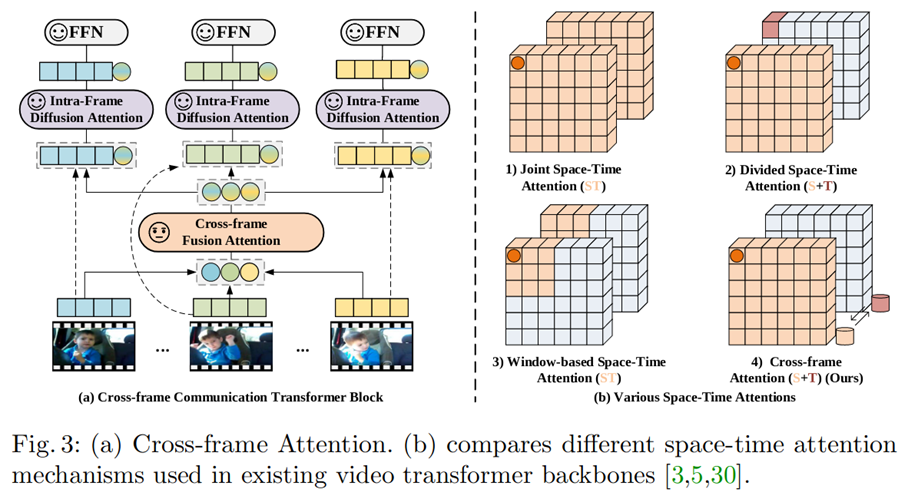 FFN
FFN
FFN
Intra-Frame
Diffusion Attention
Intra-Frame
Diffusion Attention
Intra-Frame
Diffusion Attention
Cross-frame
Fusion Attention
...
...
(a) Cross-frame Communication Transformer Block
1) Joint Space-Time
Attention (ST)
2) Divided Space-Time
Attention (S+T)
3) Window-based Space-Time
Attention (ST)
4) Cross-frame
Attention (S+T) (Ours)
(b) Various Space-Time Attentions
Fig. 3: (a) Cross-frame Attention. (b) compares different space-time attention
mechanisms used in existing video transformer backbones [3,5,30].